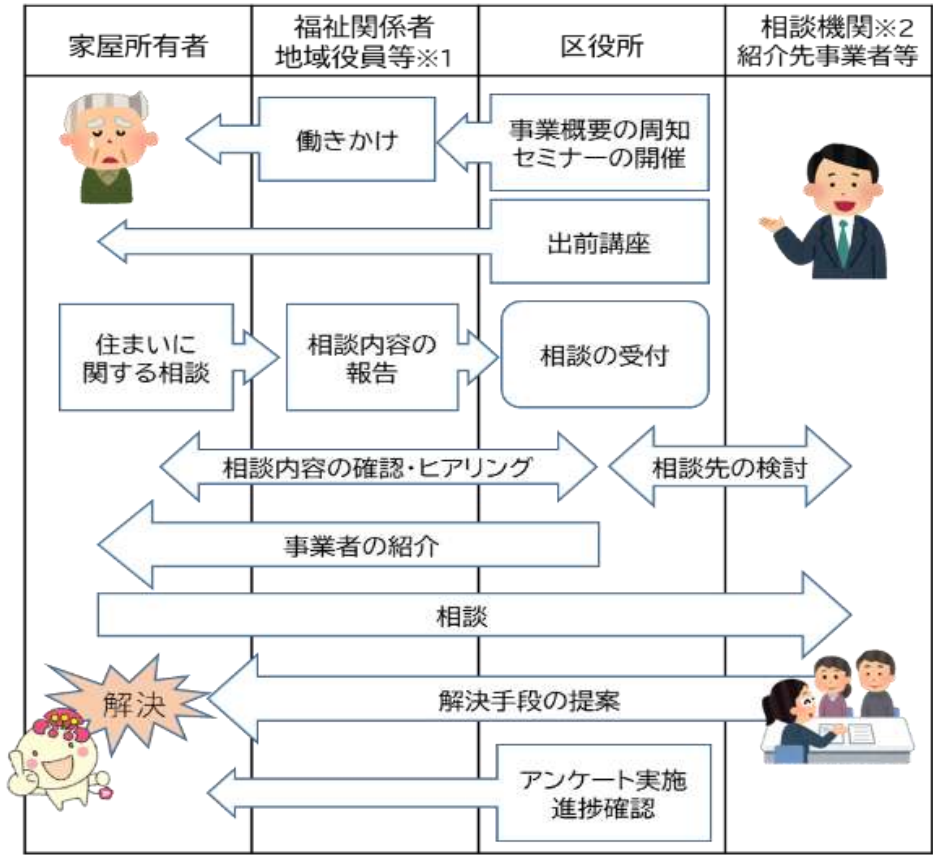 家屋所有者
福祉関係者
地域役員等※1
区役所
相談機関※2
紹介先事業者等
働きかけ
事業概要の周知
セミナーの開催
出前講座
住まいに
関する相談
相談内容の
報告
相談の受付
相談内容の確認・ヒアリング
相談先の検討
事業者の紹介
相談
解決
解決手段の提案
アンケート実施
進捗確認